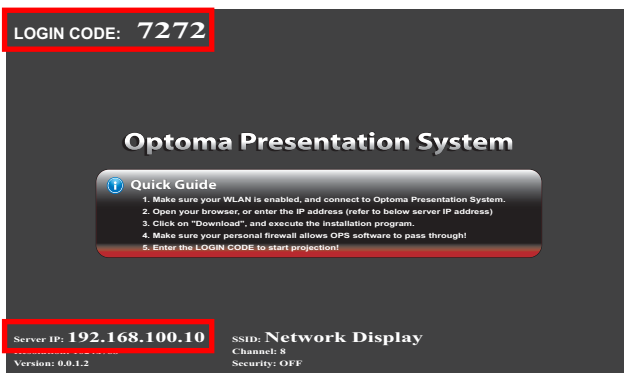 LOGIN CODE: 7272
Optoma Presentation System
Quick Guide
1. Make sure your WLAN is enabled, and connect to Optoma Presentation System.
2. Open your browser, or enter the IP address (refer to below server IP address)
3. Click on "Download", and execute the installation program.
4. Make sure your personal firewall allows OPS software to pass through!
5. Enter the LOGIN CODE to start projection!
Server IP: 192.168.100.10
SSID: Network Display
Channel: 8
Version: 0.0.1.2
Security: OFF